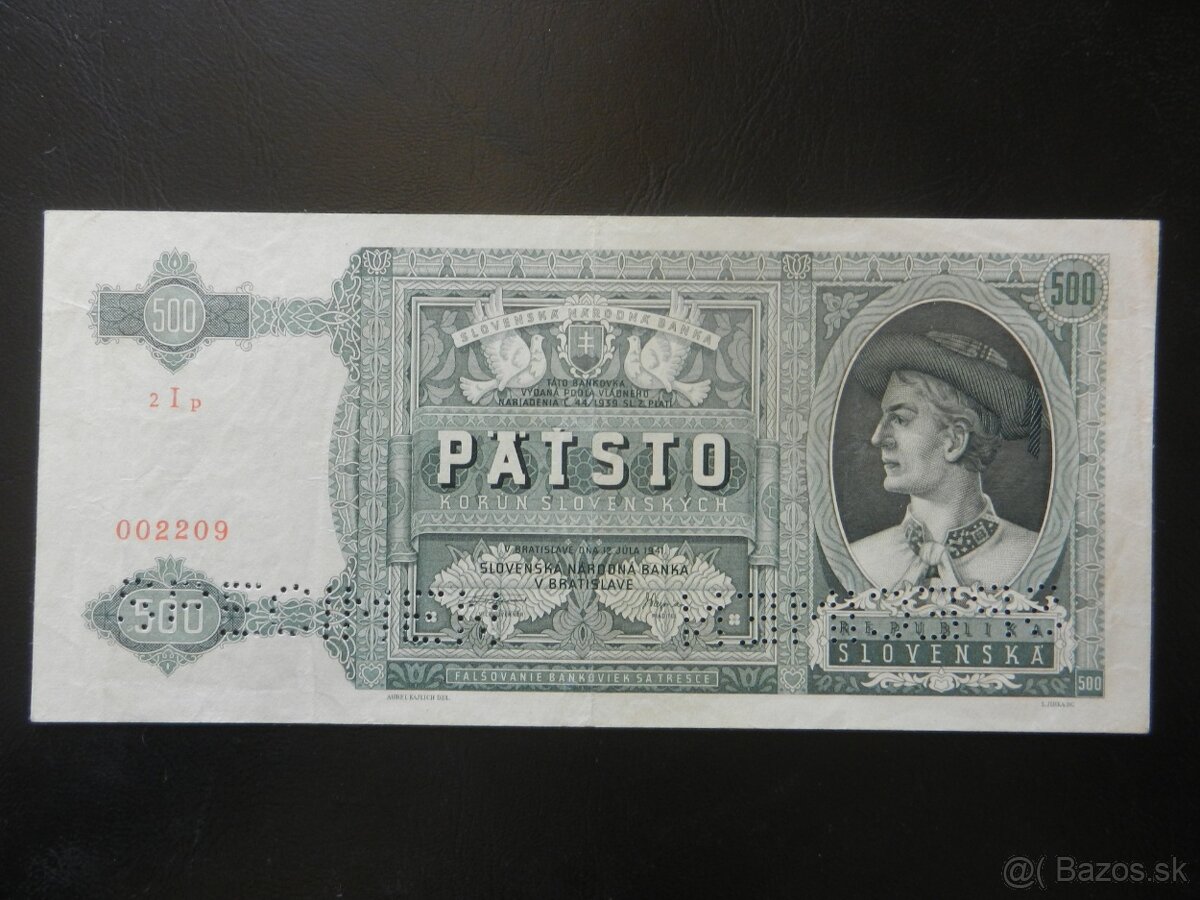 500
2 I p
002209
500
SLOVENSKÁ NÁRODNÁ BANKA
TÁTO BANKOVKA
VYDANÁ PODĽA VLÁDNEHO
NARIADENIA Č. 44/1939 SL. Z. PLATÍ
PÄŤSTO
KORÚN SLOVENSKÝCH
V BRATISLAVE, DŇA 12. JÚLA 1941.
SLOVENSKÁ NÁRODNÁ BANKA
V BRATISLAVE
FALŠOVANIE BANKOVIEK SA TRESCE
500
REPUBLIKA
SLOVENSKÁ
500
@( Bazos.sk